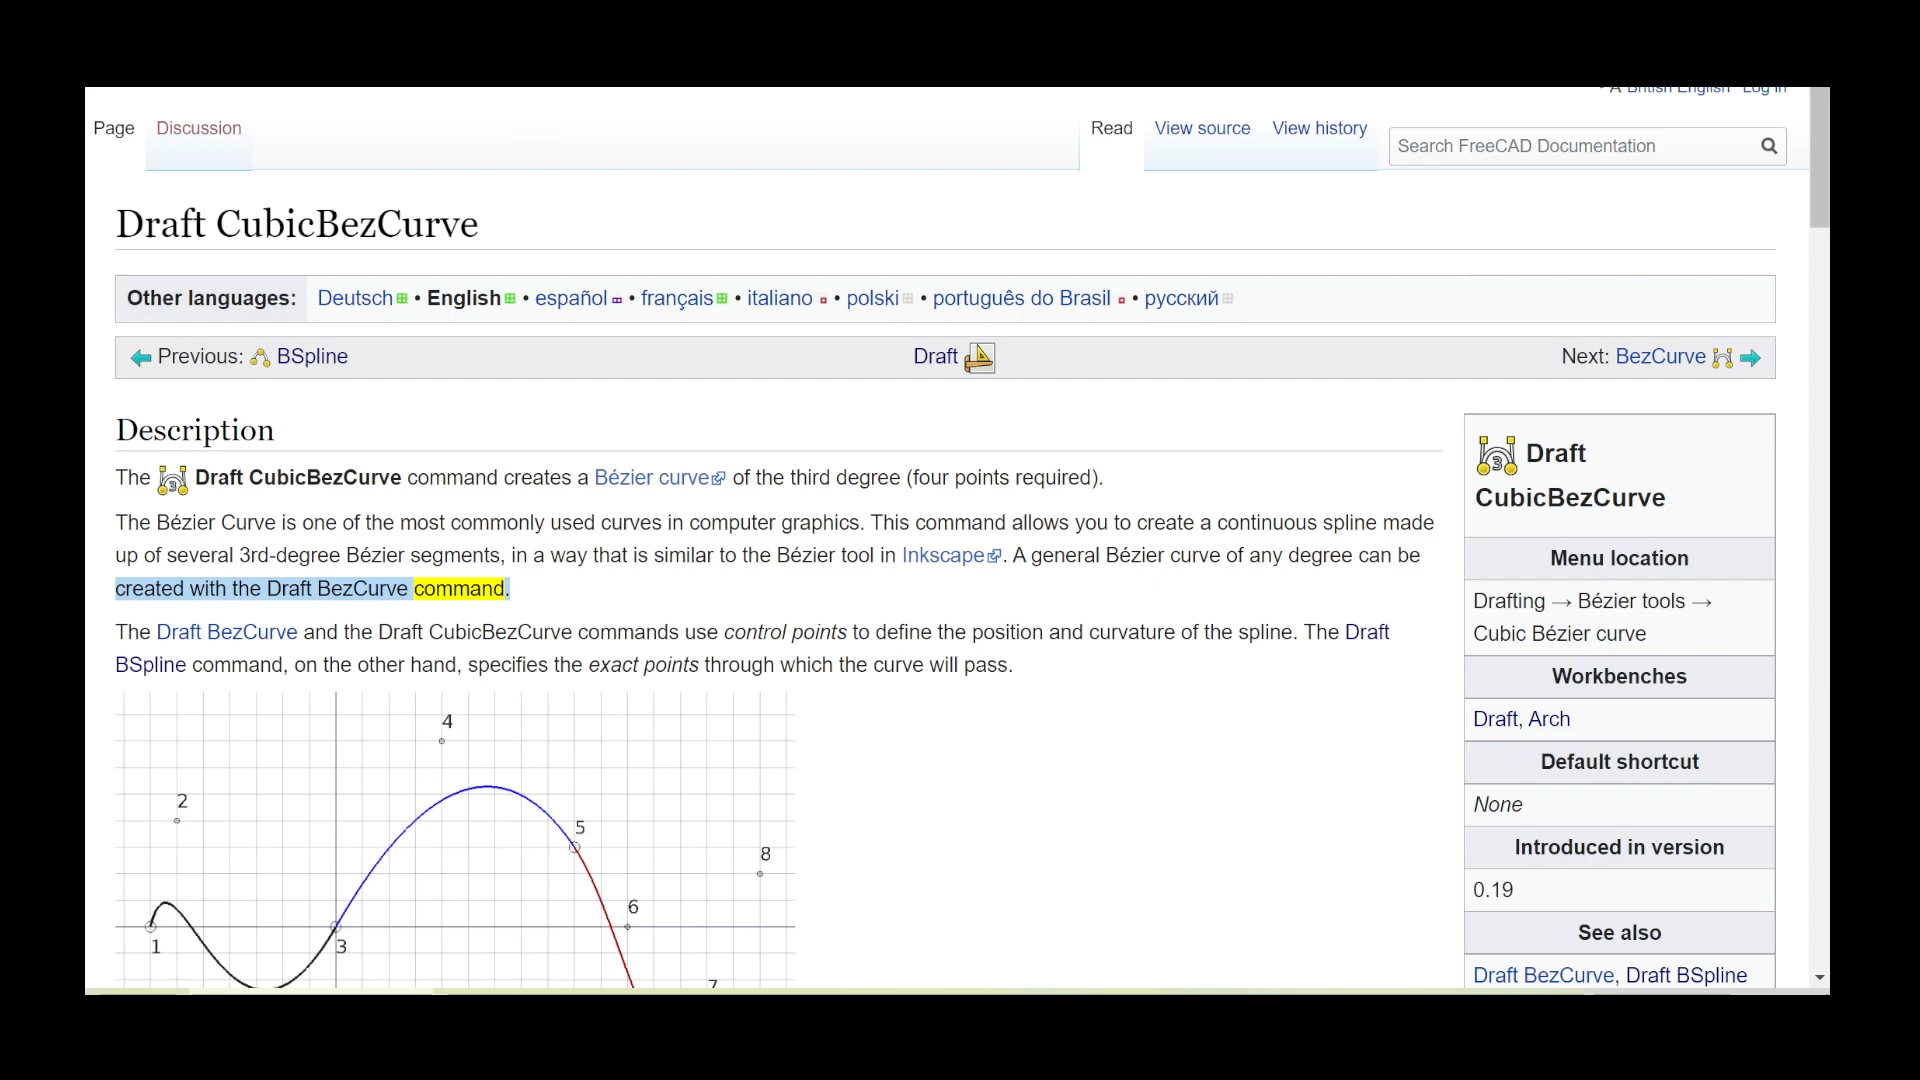 A British English Log in
Page Discussion Read View source View history Search FreeCAD Documentation
Draft CubicBezCurve
Other languages: Deutsch • English • español • français • italiano • polski • português do Brasil • русский
Previous: BSpline Draft Next: BezCurve
Description
The Draft CubicBezCurve command creates a Bézier curve of the third degree (four points required).
The Bézier Curve is one of the most commonly used curves in computer graphics. This command allows you to create a continuous spline made
up of several 3rd-degree Bézier segments, in a way that is similar to the Bézier tool in Inkscape. A general Bézier curve of any degree can be
created with the Draft BezCurve command.
The Draft BezCurve and the Draft CubicBezCurve commands use control points to define the position and curvature of the spline. The Draft
BSpline command, on the other hand, specifies the exact points through which the curve will pass.
4
2
5
8
6
1
3
7
3 Draft
CubicBezCurve
Menu location
Drafting → Bézier tools →
Cubic Bézier curve
Workbenches
Draft, Arch
Default shortcut
None
Introduced in version
0.19
See also
Draft BezCurve, Draft BSpline